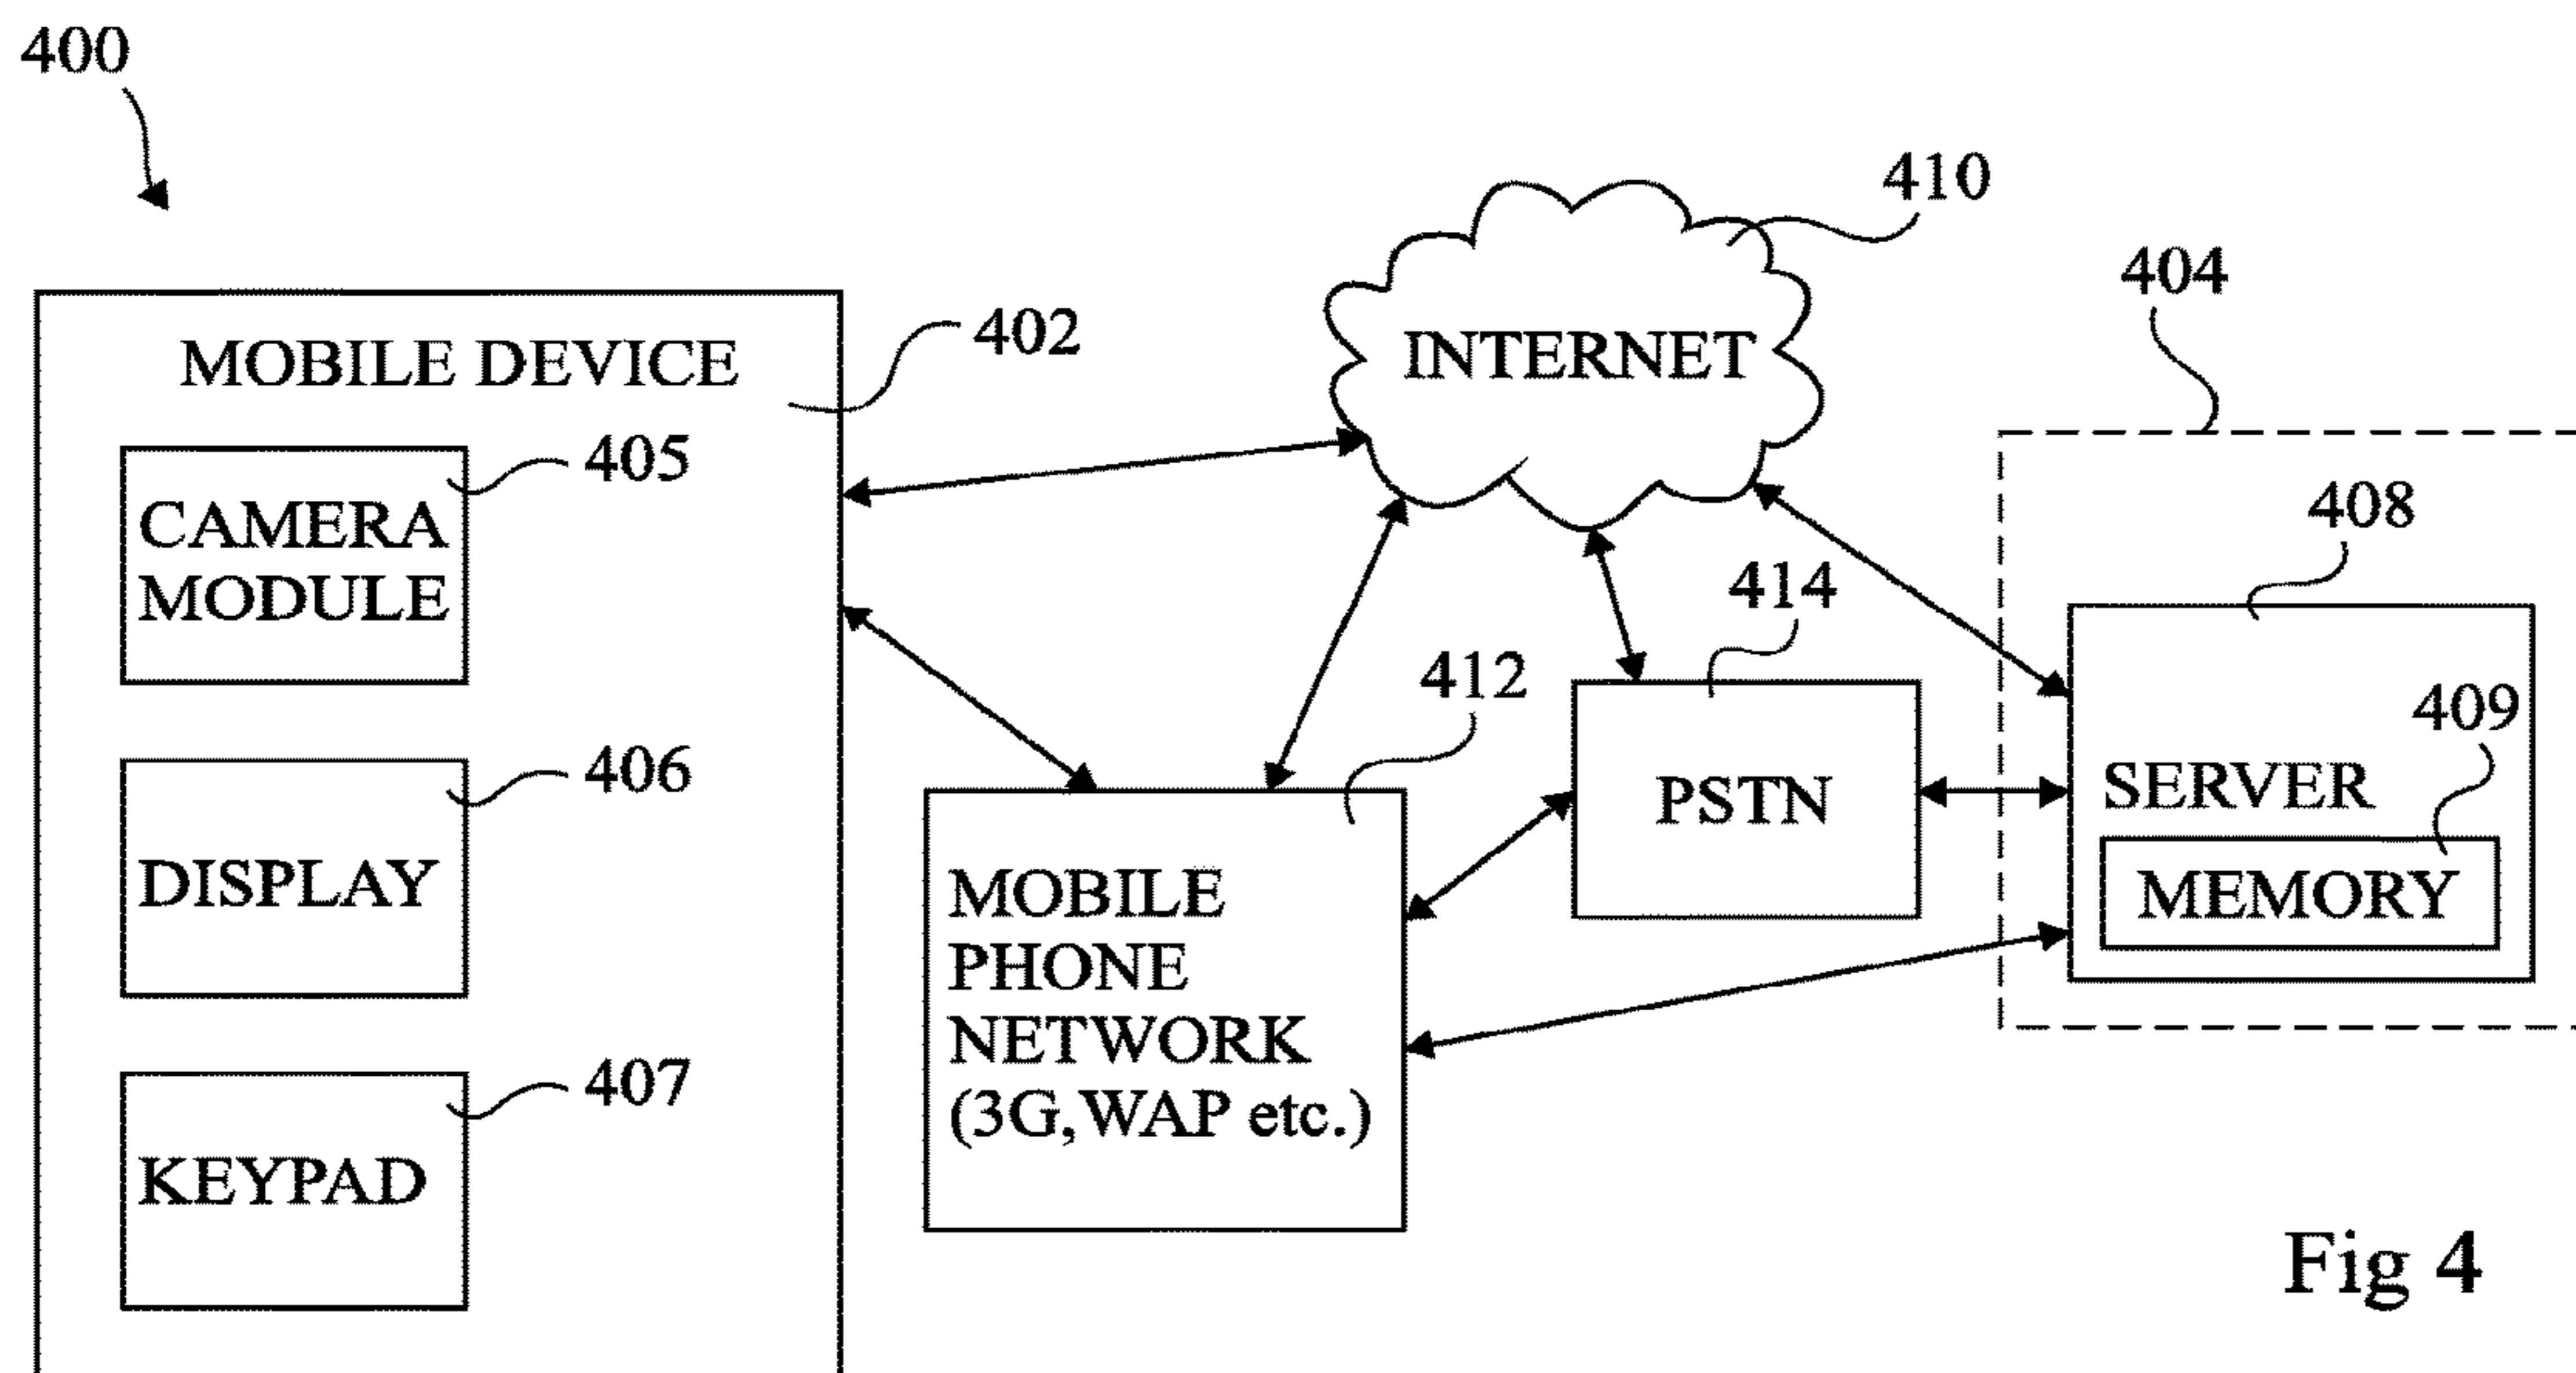 400
410
404
MOBILE DEVICE
402
INTERNET
405
CAMERA
MODULE
408
414
412
409
406
DISPLAY
PSTN
SERVER
MEMORY
MOBILE
PHONE
NETWORK
(3G, WAP etc.)
407
KEYPAD
Fig 4